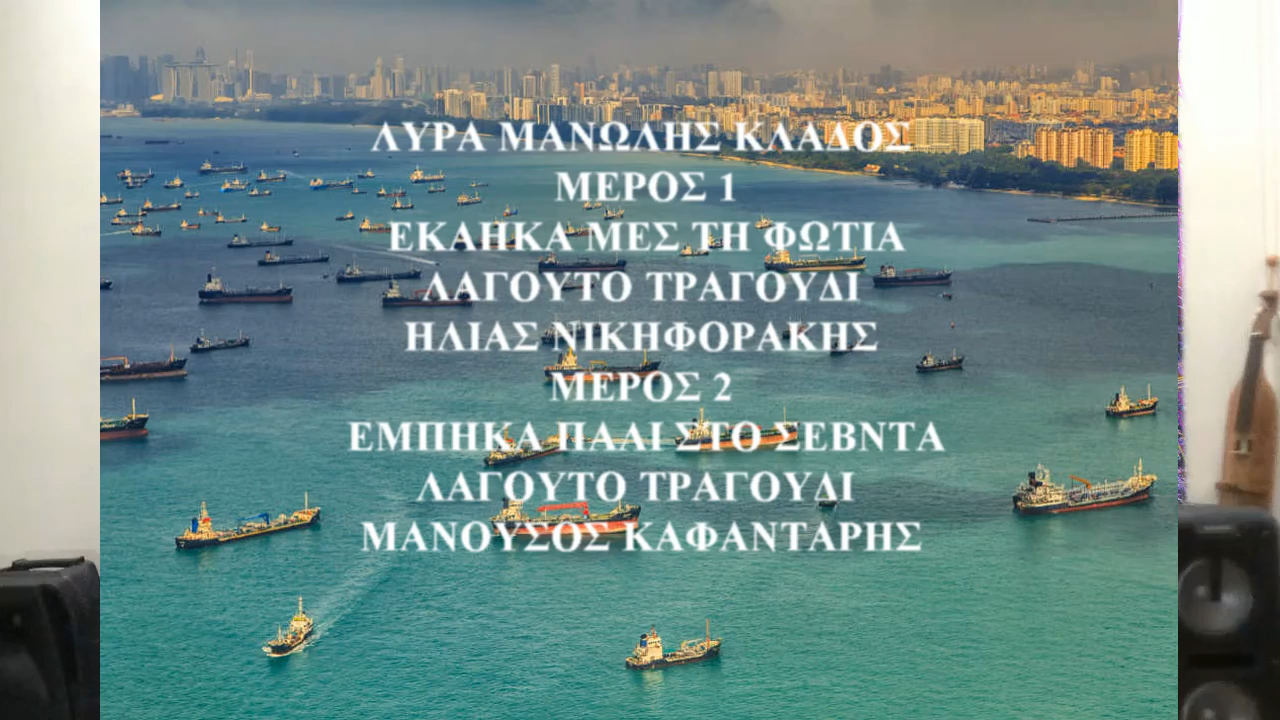 ΛΥΡΑ ΜΑΝΩΛΗΣ ΚΛΑΔΟΣ
ΜΕΡΟΣ 1
ΕΚΑΗΚΑ ΜΕΣ ΤΗ ΦΩΤΙΑ
ΛΑΓΟΥΤΟ ΤΡΑΓΟΥΔΙ
ΗΛΙΑΣ ΝΙΚΗΦΟΡΑΚΗΣ
ΜΕΡΟΣ 2
ΕΜΠΗΚΑ ΠΑΛΙ ΣΤΟ ΣΕΒΝΤΑ
ΛΑΓΟΥΤΟ ΤΡΑΓΟΥΔΙ
ΜΑΝΟΥΣΟΣ ΚΑΦΑΝΤΑΡΗΣ